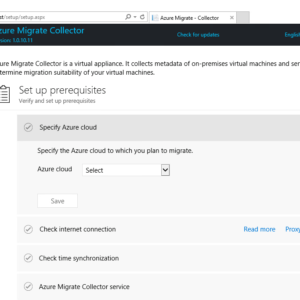 st/setup/setup.aspx
Azure Migrate - Collector
zure Migrate Collector
ersion: 1.0.10.11
Check for updates
English
ure Migrate Collector is a virtual appliance. It collects metadata of on-premises virtual machines and ser
termine migration suitability of your virtual machines.
Set up prerequisites
Verify and set up prerequisites
Specify Azure cloud
Specify the Azure cloud to which you plan to migrate.
Azure cloud Select
Save
Check internet connection Read more Proxy
Check time synchronization
Azure Migrate Collector service